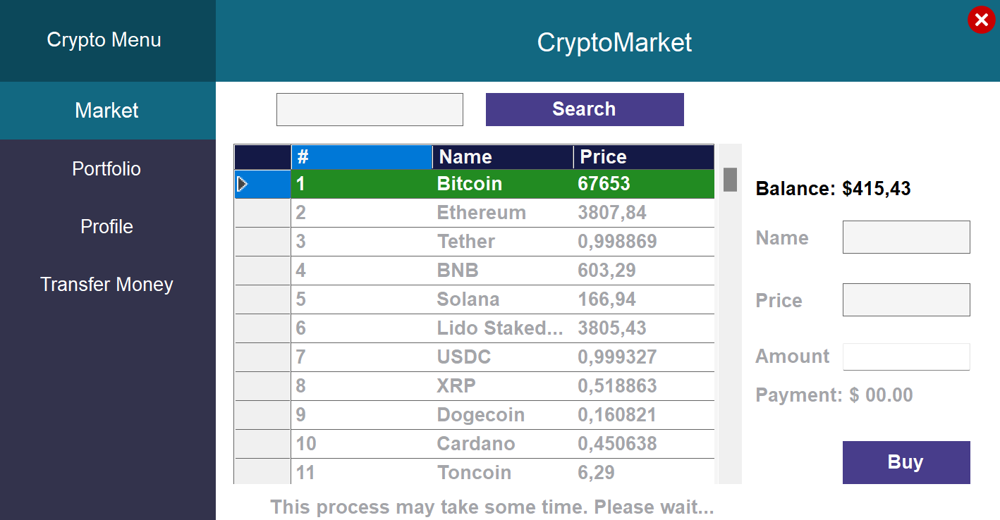 Crypto Menu
CryptoMarket
Market
Portfolio
Profile
Transfer Money
Search
# Name Price
1 Bitcoin 67653
2 Ethereum 3807,84
3 Tether 0,998869
4 BNB 603,29
5 Solana 166,94
6 Lido Staked... 3805,43
7 USDC 0,999327
8 XRP 0,518863
9 Dogecoin 0,160821
10 Cardano 0,450638
11 Toncoin 6,29
This process may take some time. Please wait...
Balance: $415,43
Name
Price
Amount
Payment: $ 00.00
Buy